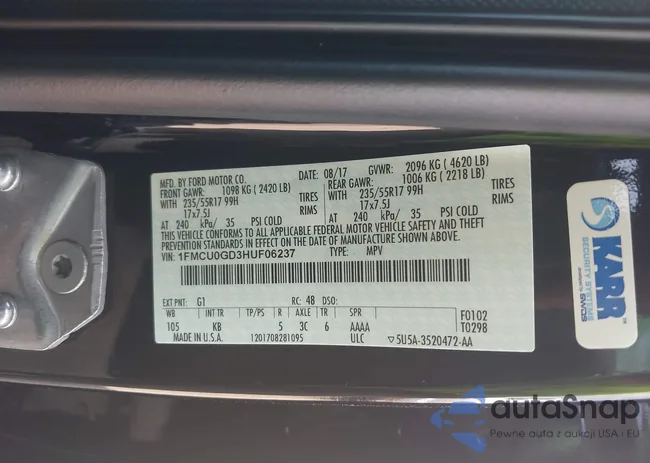 MFD. BY FORD MOTOR CO. 08/17 GVWR: 2096 KG ( 4620 LB)
FRONT GAWR: 1098 KG ( 2420 LB) REAR GAWR: 1006 KG ( 2218 LB)
WITH 235/55R17 99H TIRES WITH 235/55R17 99H TIRES
17x7.5J RIMS 17x7.5J RIMS
AT 240 kPa/ 35 PSI COLD AT 240 kPa/ 35 PSI COLD
THIS VEHICLE CONFORMS TO ALL APPLICABLE FEDERAL MOTOR VEHICLE SAFETY AND THEFT
PREVENTION STANDARDS IN EFFECT ON THE DATE OF MANUFACTURE SHOWN ABOVE.
VIN: 1FMCU0GD3HUF06237 TYPE: MPV
EXT PNT: G1 RC: 48 DSO: F0102
WB INT TR TP/PS R AXLE TR SPR T0298
105 KB 5 3C 6 AAAA
MADE IN U.S.A. 1201708281095 ULC 5U5A-3520472-AA
KARR
SECURITY SYSTEMS
BY SWDS
autaSnap
Pewne auta z aukcji USA i EU